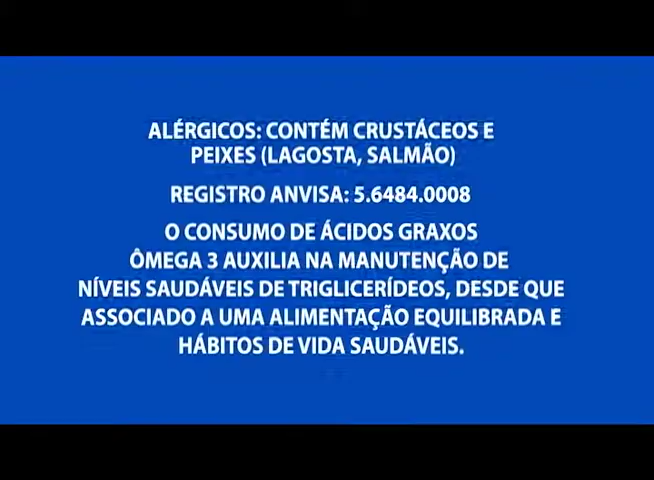 ALÉRGICOS: CONTÉM CRUSTÁCEOS E
PEIXES (LAGOSTA, SALMÃO)
REGISTRO ANVISA: 5.6484.0008
O CONSUMO DE ÁCIDOS GRAXOS
ÔMEGA 3 AUXILIA NA MANUTENÇÃO DE
NÍVEIS SAUDÁVEIS DE TRIGLICERÍDEOS, DESDE QUE
ASSOCIADO A UMA ALIMENTAÇÃO EQUILIBRADA E
HÁBITOS DE VIDA SAUDÁVEIS.